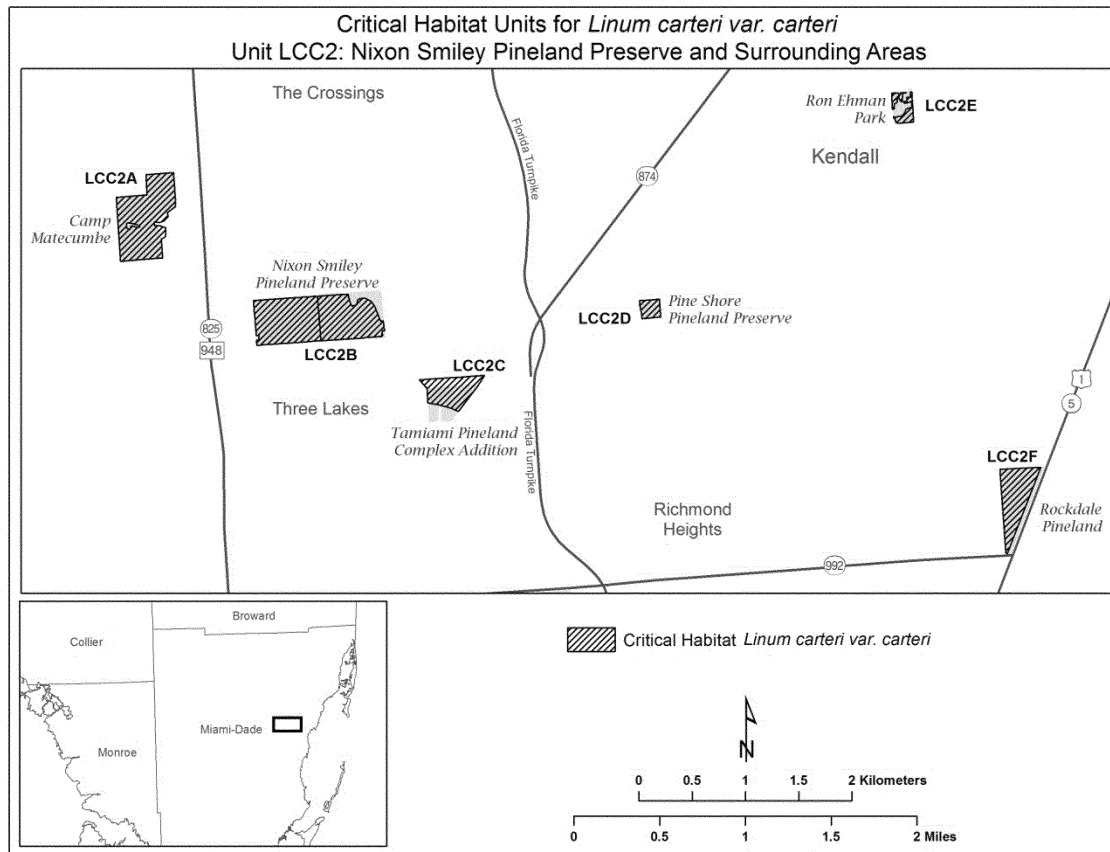 Critical Habitat Units for Linum carteri var. carteri
Unit LCC2: Nixon Smiley Pineland Preserve and Surrounding Areas
The Crossings
Ron Ehman
Park
LCC2E
Kendall
Florida Turnpike
874
LCC2A
Camp
Matecumbe
Nixon Smiley
Pineland Preserve
LCC2B
825
948
LCC2D
Pine Shore
Pineland Preserve
LCC2C
Three Lakes
Tamiami Pineland
Complex Addition
Florida Turnpike
1
5
LCC2F
Rockdale
Pineland
Richmond
Heights
992
Broward
Collier
Miami-Dade
Monroe
Critical Habitat Linum carteri var. carteri
N
0 0.5 1 1.5 2 Kilometers
0 0.5 1 1.5 2 Miles